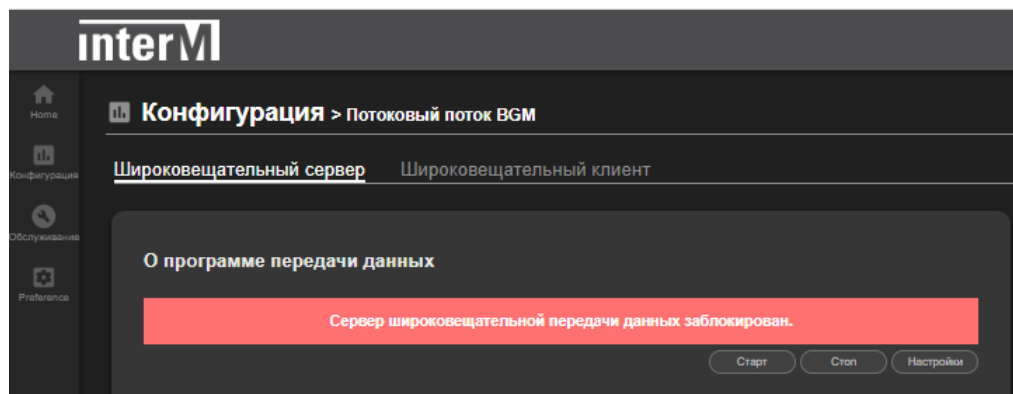 interM
Home
Конфигурация > Потоковый поток BGM
Конфигурация
Широковещательный сервер Широковещательный клиент
Обслуживание
Preference
О программе передачи данных
Сервер широковещательной передачи данных заблокирован.
Старт Стоп Настройки